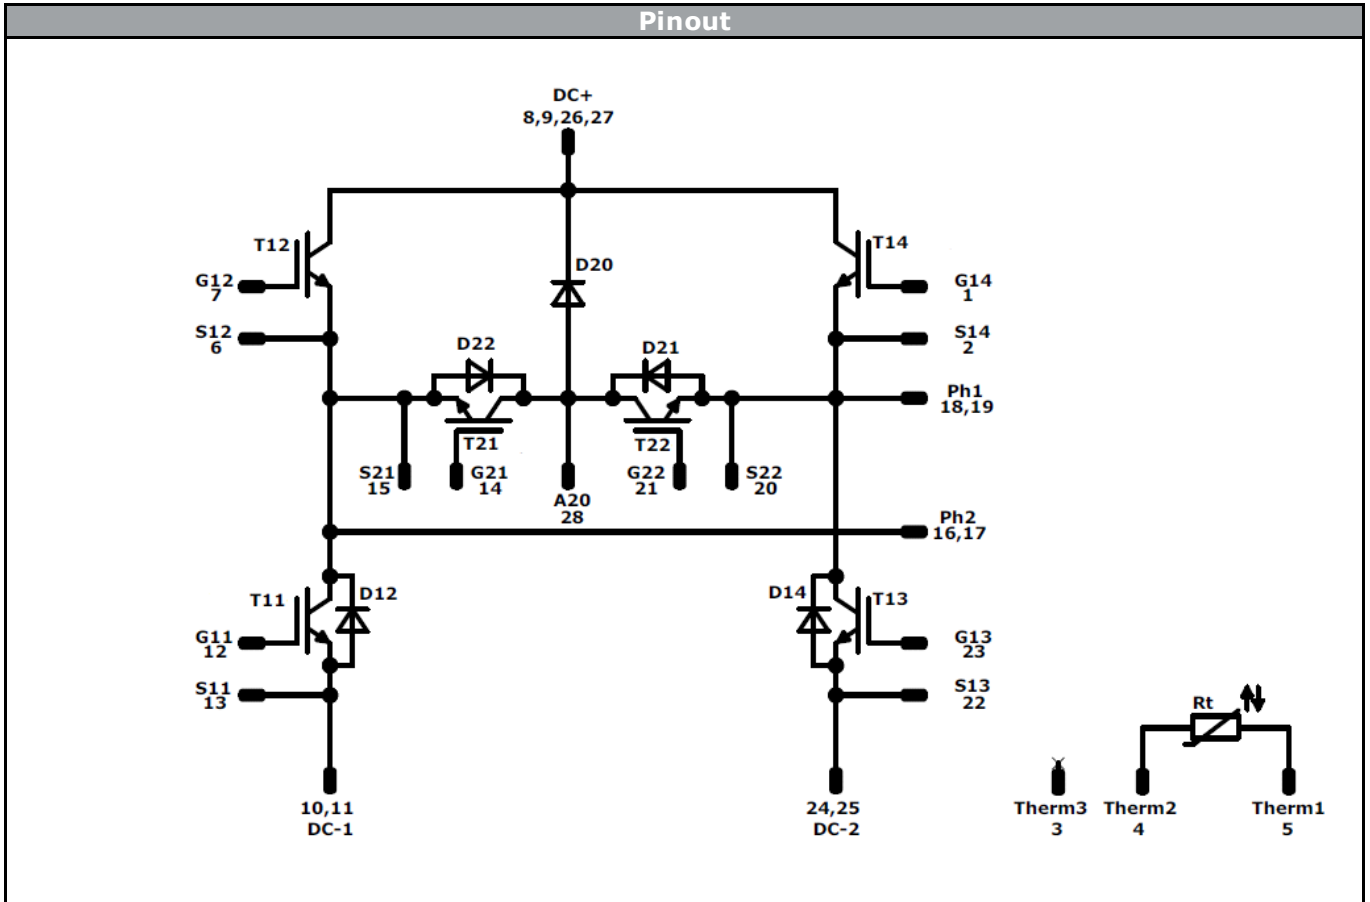 Pinout
DC+
8,9,26,27
T12
T14
D20
G12
7
G14
1
S12
6
S14
2
D22
D21
Ph1
18,19
T21
T22
S21
15
G21
14
G22
21
S22
20
A20
28
Ph2
16,17
T11
D12
D14
T13
G11
12
G13
23
S11
13
S13
22
Rt
10,11
DC-1
24,25
DC-2
Therm3
3
Therm2
4
Therm1
5